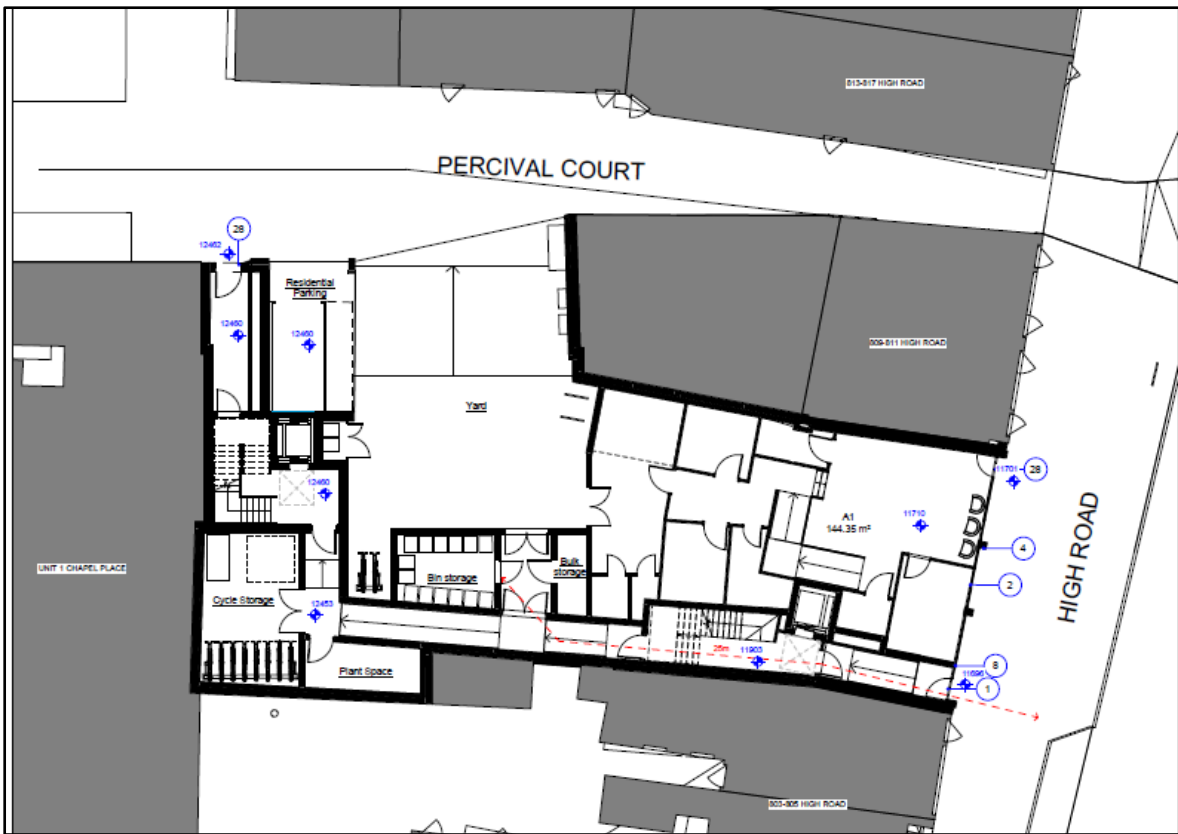 813-817 HIGH ROAD
PERCIVAL COURT
28
12462
Residential
Parking
12460
12460
809-811 HIGH ROAD
Yard
11701
28
12460
A1
144.35 m²
11710
4
HIGH ROAD
UNIT 1 CHAPEL PLACE
Bin storage
Bulk
storage
2
Cycle Storage
12453
25m
11903
8
Plant Space
11696
1
803-805 HIGH ROAD